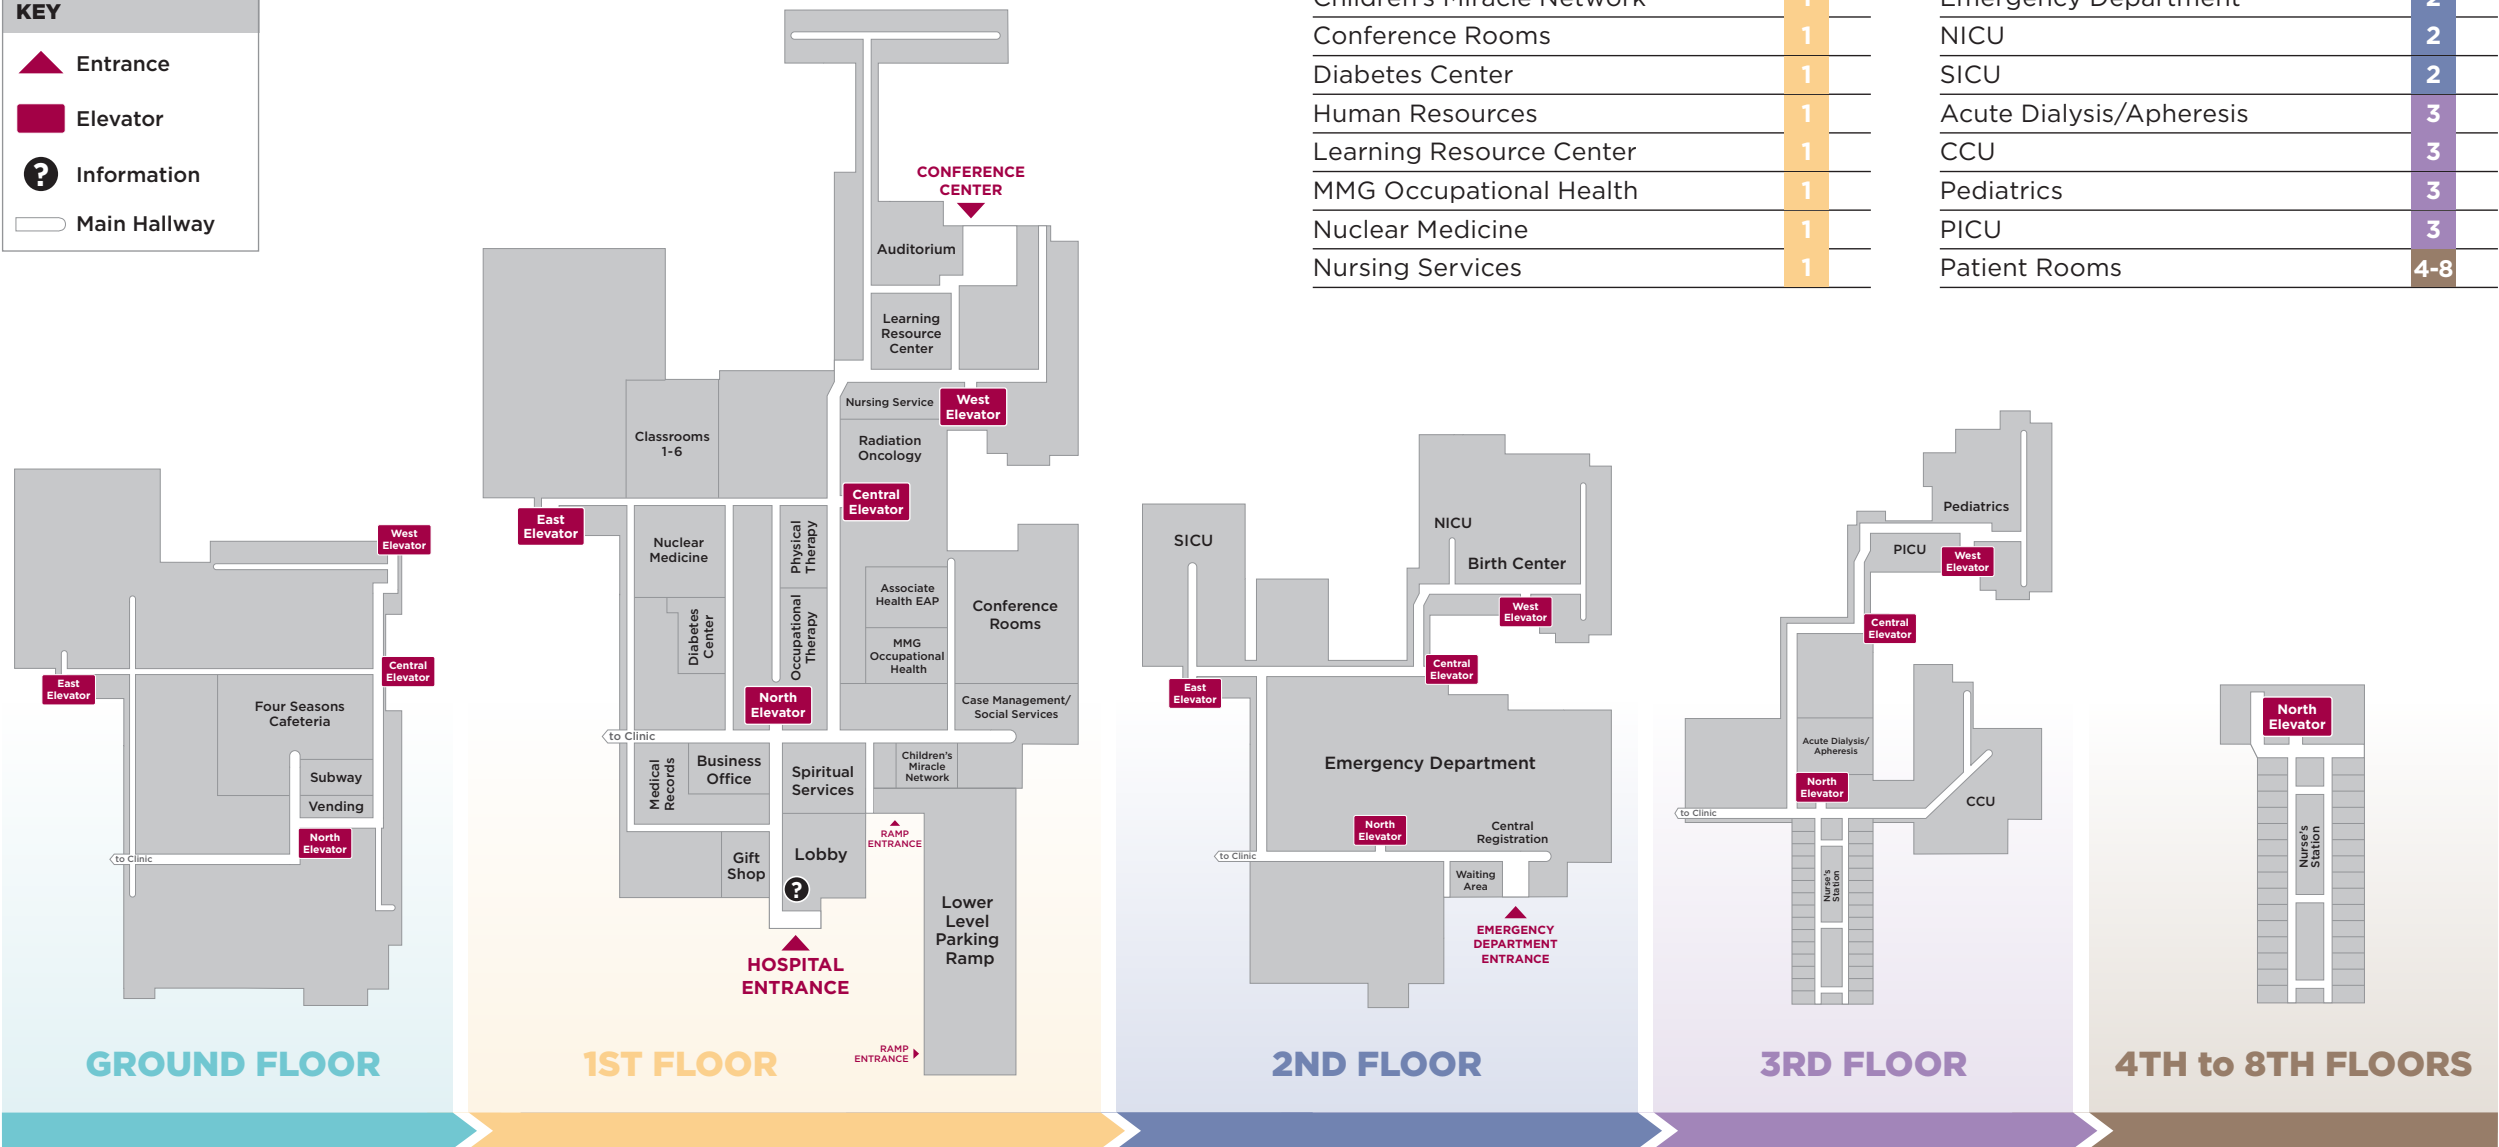 KEY
Entrance
Elevator
? Information
Main Hallway
Children's Miracle Network 1
Conference Rooms 1
Diabetes Center 1
Human Resources 1
Learning Resource Center 1
MMG Occupational Health 1
Nuclear Medicine 1
Nursing Services 1
Emergency Department 2
NICU 2
SICU 2
Acute Dialysis/Apheresis 3
CCU 3
Pediatrics 3
PICU 3
Patient Rooms 4-8
West
Elevator
Central
Elevator
East
Elevator
Four Seasons
Cafeteria
Subway
Vending
North
Elevator
to Clinic
GROUND FLOOR
CONFERENCE
CENTER
Auditorium
Learning
Resource
Center
Nursing Service
West
Elevator
Classrooms
1-6
Radiation
Oncology
Central
Elevator
East
Elevator
Nuclear
Medicine
Physical
Therapy
Associate
Health EAP
Conference
Rooms
Diabetes
Center
Occupational
Therapy
MMG
Occupational
Health
North
Elevator
Case Management/
Social Services
to Clinic
Medical
Records
Business
Office
Spiritual
Services
Children's
Miracle
Network
RAMP
ENTRANCE
Gift
Shop
Lobby
?
Lower
Level
Parking
Ramp
HOSPITAL
ENTRANCE
RAMP
ENTRANCE
1ST FLOOR
SICU
NICU
Birth Center
West
Elevator
Central
Elevator
East
Elevator
Emergency Department
North
Elevator
Central
Registration
to Clinic
Waiting
Area
EMERGENCY
DEPARTMENT
ENTRANCE
2ND FLOOR
Pediatrics
PICU
West
Elevator
Central
Elevator
Acute Dialysis/
Apheresis
North
Elevator
CCU
to Clinic
Nurse's
Station
3RD FLOOR
North
Elevator
Nurse's
Station
4TH to 8TH FLOORS